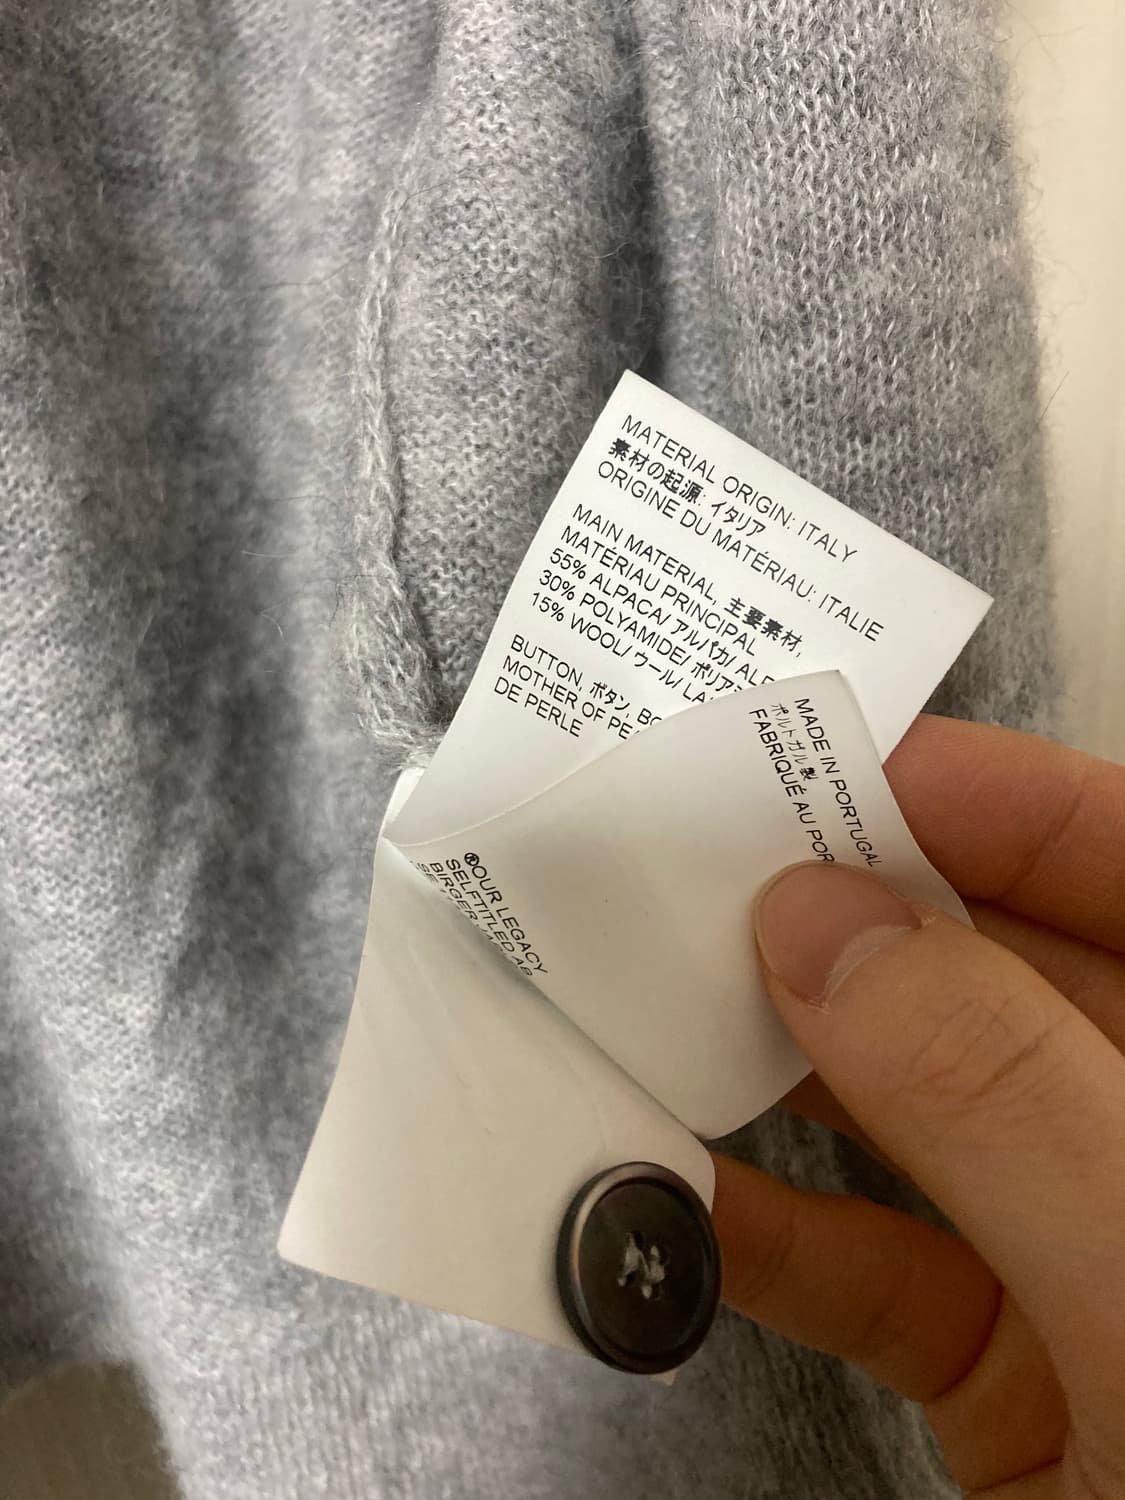 MATERIAL ORIGIN: ITALY
素材の起源: イタリア
ORIGINE DU MATÉRIAU: ITALIE
MAIN MATERIAL, 主要素材,
MATÉRIAU PRINCIPAL
55% ALPACA/ アルパカ/
30% POLYAMIDE/
15% WOOL/ ウール/
BUTTON, ボタン,
MOTHER OF
DE PERLE
MADE IN PORTUGAL
ポルトガル製
FABRIQUÉ AU
®OUR LEGACY
SELFTITLED AB
BIRGER